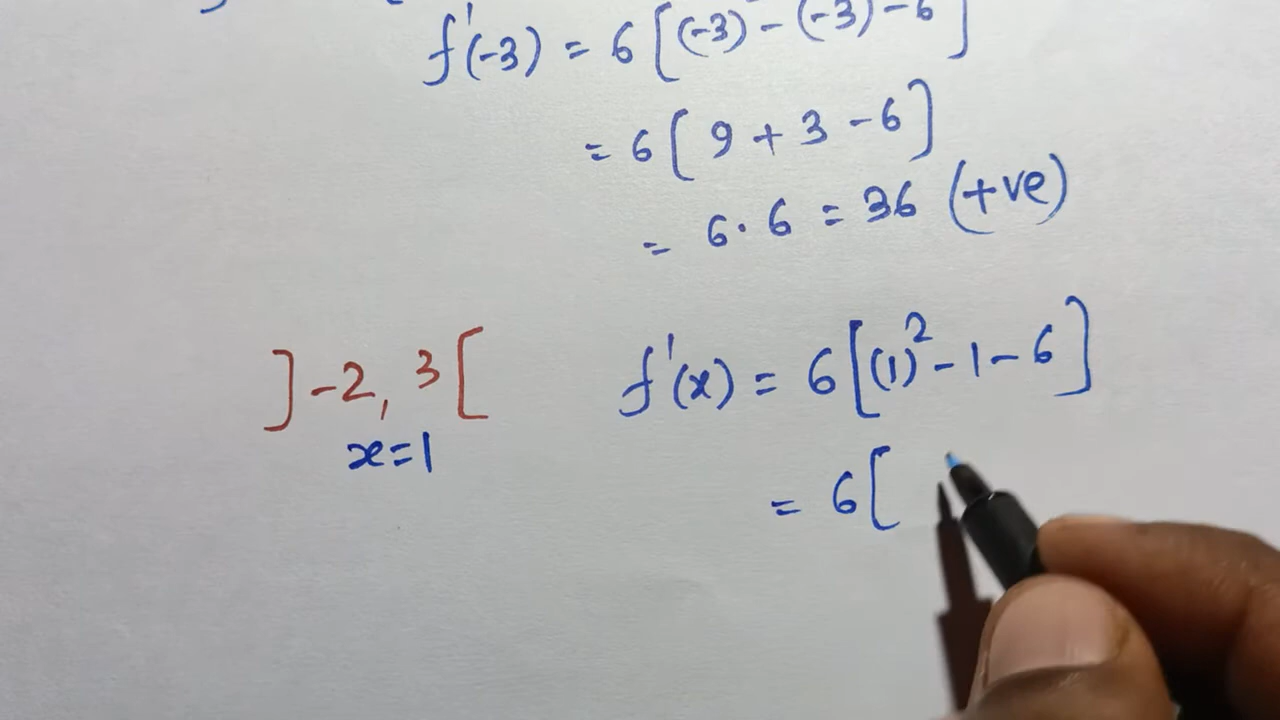 f'(-3) = 6[(-3)² - (-3) - 6]
= 6[9 + 3 - 6]
= 6 · 6 = 36 (+ve)
]-2, 3[ f'(x) = 6[(1)² - 1 - 6]
x=1
= 6[